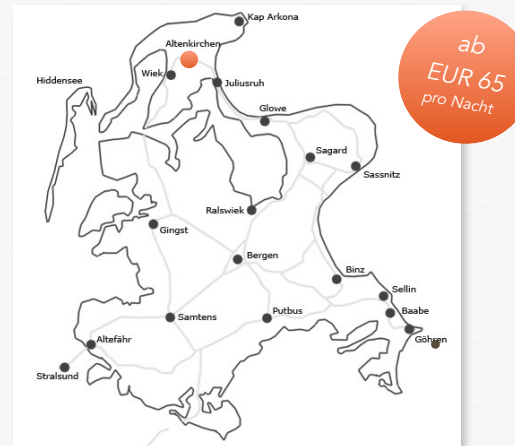 Kap Arkona
Altenkirchen
Wiek
Juliusruh
Hiddensee
Glowe
Sagard
Sassnitz
Ralswiek
Gingst
Bergen
Binz
Sellin
Baabe
Göhren
Putbus
Samtens
Altefähr
Stralsund
ab
EUR 65
pro Nacht